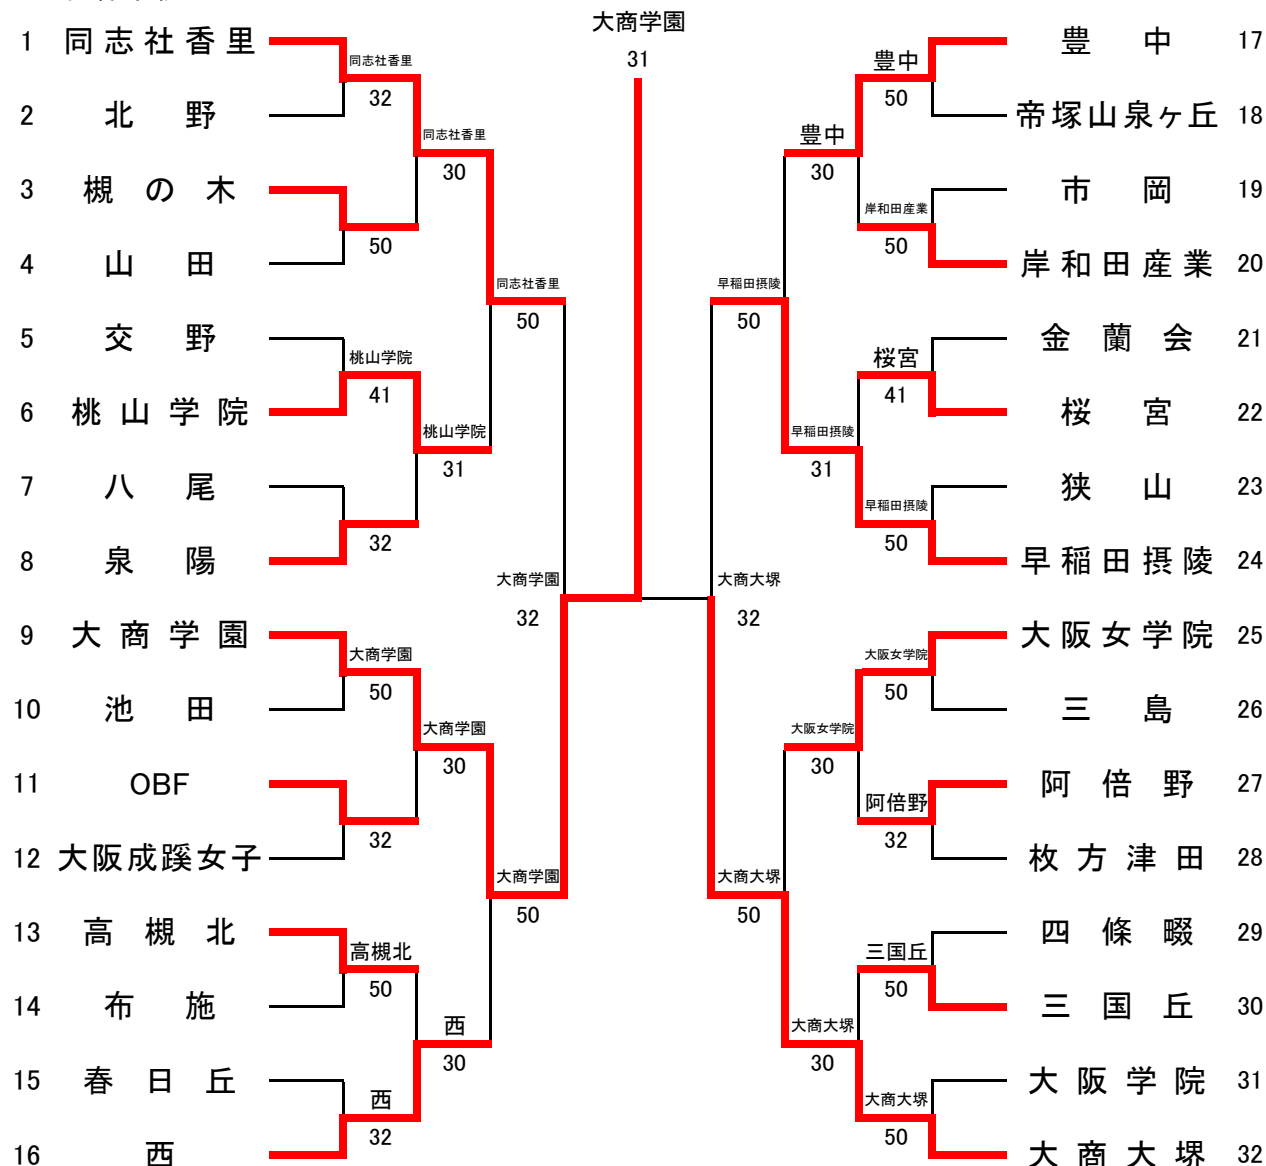 大商学園
31
1 同志社香里
2 北野
3 槻の木
4 山田
5 交野
6 桃山学院
7 八尾
8 泉陽
9 大商学園
10 池田
11 OBF
12 大阪成蹊女子
13 高槻北
14 布施
15 春日丘
16 西
同志社香里
32
50
桃山学院
41
32
大商学園
50
32
高槻北
50
西
32
同志社香里
30
桃山学院
31
大商学園
30
西
30
同志社香里
50
大商学園
50
大商学園
32
大商大堺
32
早稲田摂陵
50
大商大堺
50
豊中
30
早稲田摂陵
31
大阪女学院
30
大商大堺
30
豊中
50
岸和田産業
50
桜宮
41
早稲田摂陵
50
大阪女学院
50
阿倍野
32
三国丘
50
大商大堺
50
豊中 17
帝塚山泉ヶ丘 18
市岡 19
岸和田産業 20
金蘭会 21
桜宮 22
狭山 23
早稲田摂陵 24
大阪女学院 25
三島 26
阿倍野 27
枚方津田 28
四條畷 29
三国丘 30
大阪学院 31
大商大堺 32